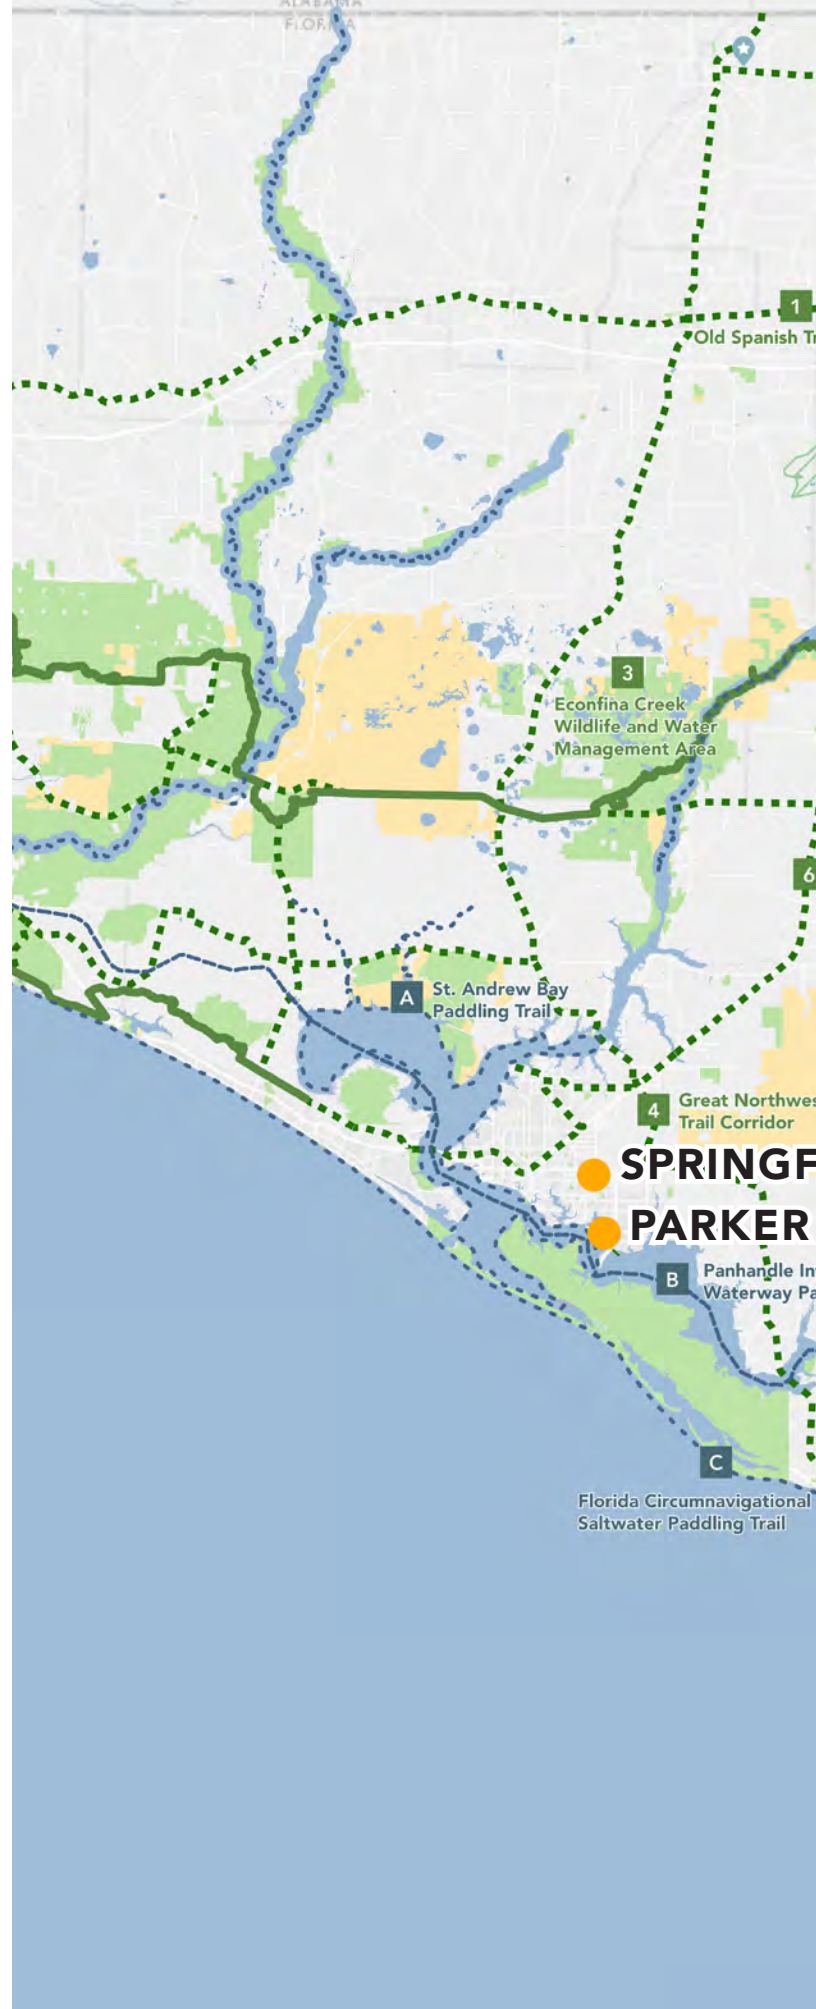 ALABAMA
1
Old Spanish Tr
3
Econfina Creek
Wildlife and Water
Management Area
6
A
St. Andrew Bay
Paddling Trail
4
Great Northwes
Trail Corridor
SPRINGF
PARKER
B
Panhandle In
Waterway Pa
C
Florida Circumnavigational
Saltwater Paddling Trail